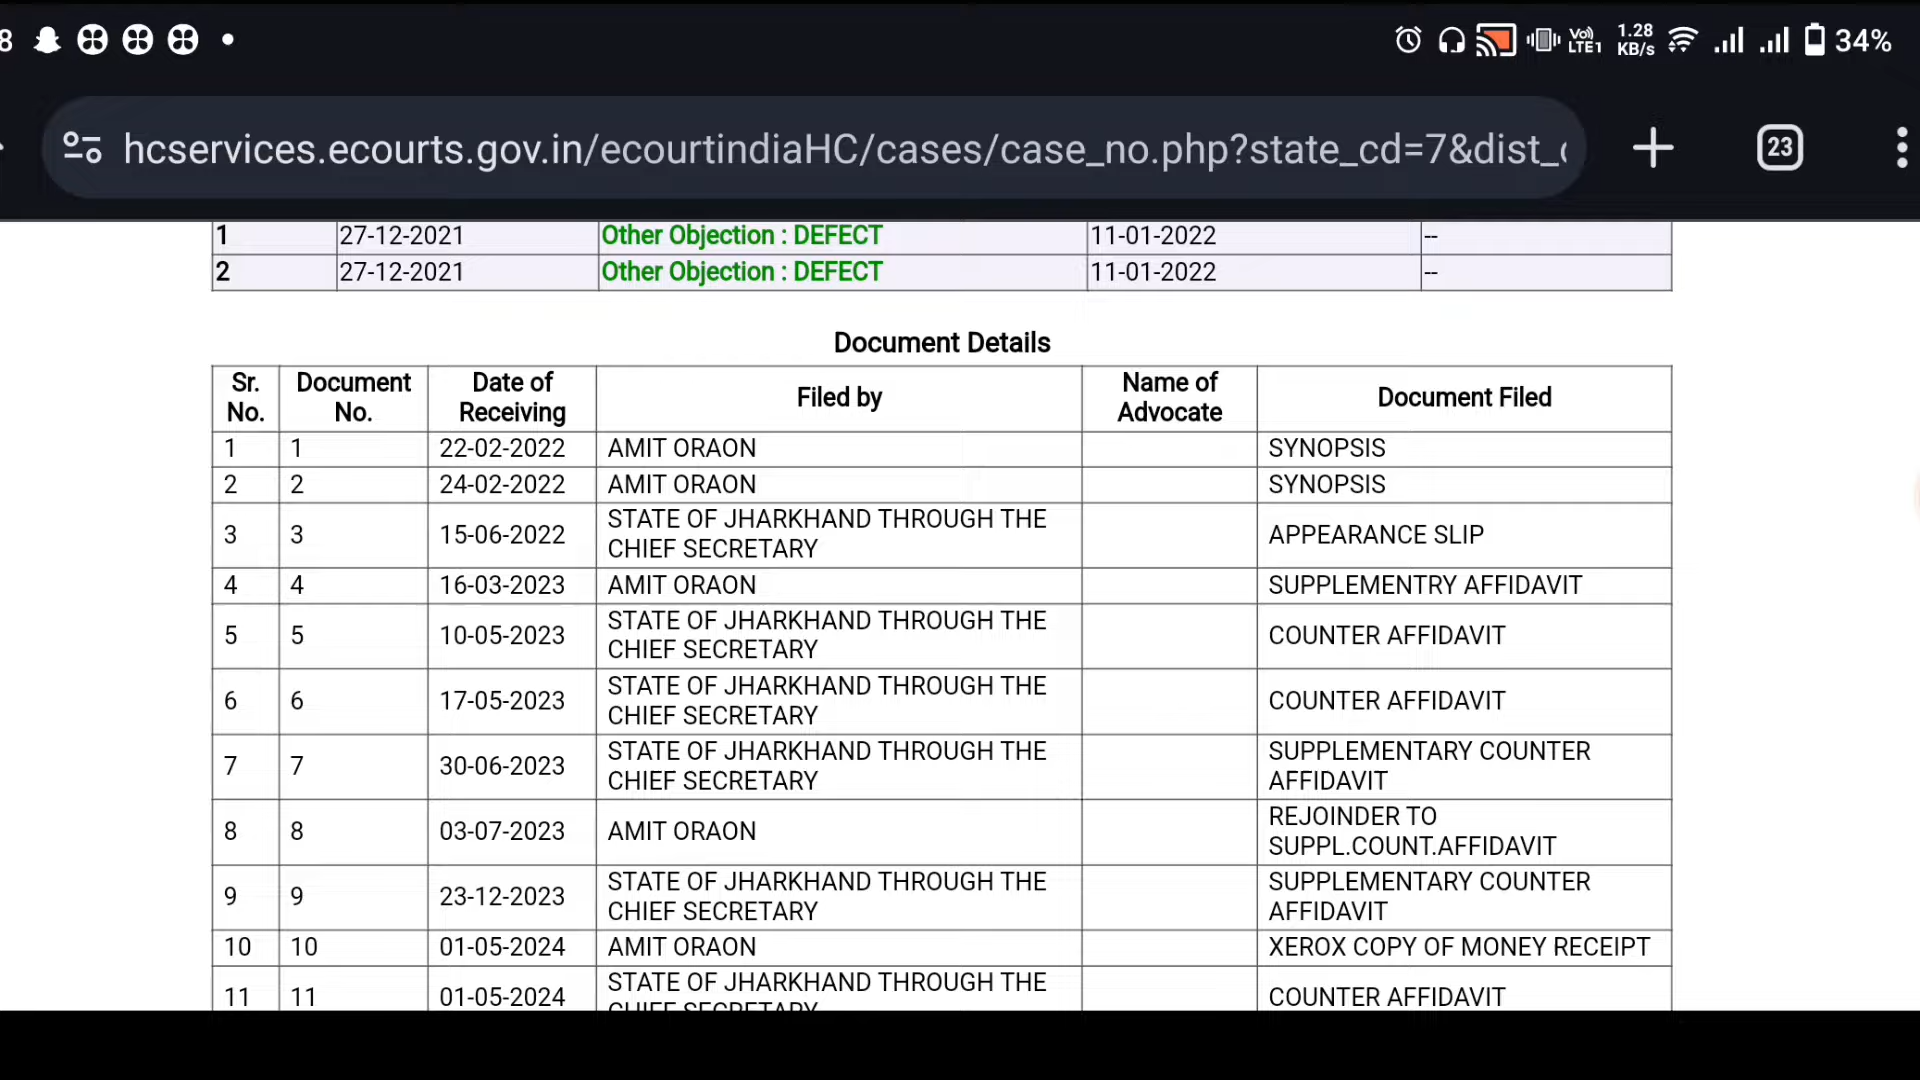 8 Vo) LTE1 1.28 KB/s 34%
hcservices.ecourts.gov.in/ecourtindiaHC/cases/case_no.php?state_cd=7&dist_ 23
1 27-12-2021 Other Objection : DEFECT 11-01-2022 --
2 27-12-2021 Other Objection : DEFECT 11-01-2022 --
Document Details
Sr. No. Document No. Date of Receiving Filed by Name of Advocate Document Filed
1 1 22-02-2022 AMIT ORAON SYNOPSIS
2 2 24-02-2022 AMIT ORAON SYNOPSIS
3 3 15-06-2022 STATE OF JHARKHAND THROUGH THE CHIEF SECRETARY APPEARANCE SLIP
4 4 16-03-2023 AMIT ORAON SUPPLEMENTRY AFFIDAVIT
5 5 10-05-2023 STATE OF JHARKHAND THROUGH THE CHIEF SECRETARY COUNTER AFFIDAVIT
6 6 17-05-2023 STATE OF JHARKHAND THROUGH THE CHIEF SECRETARY COUNTER AFFIDAVIT
7 7 30-06-2023 STATE OF JHARKHAND THROUGH THE CHIEF SECRETARY SUPPLEMENTARY COUNTER AFFIDAVIT
8 8 03-07-2023 AMIT ORAON REJOINDER TO SUPPL.COUNT.AFFIDAVIT
9 9 23-12-2023 STATE OF JHARKHAND THROUGH THE CHIEF SECRETARY SUPPLEMENTARY COUNTER AFFIDAVIT
10 10 01-05-2024 AMIT ORAON XEROX COPY OF MONEY RECEIPT
11 11 01-05-2024 STATE OF JHARKHAND THROUGH THE CHIEF SECRETARY COUNTER AFFIDAVIT